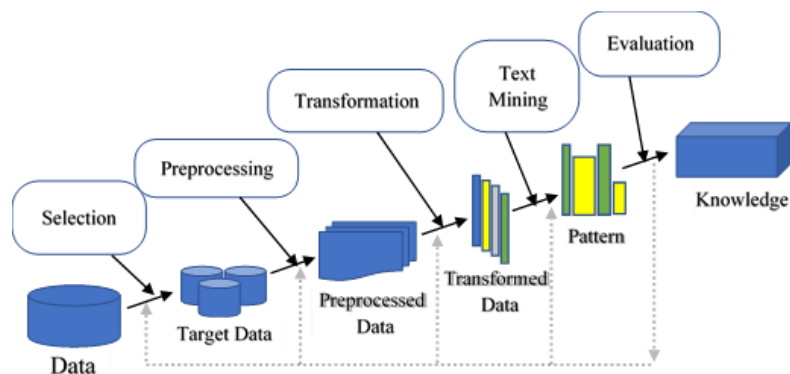 Evaluation
Text
Mining
Transformation
Preprocessing
Selection
Knowledge
Pattern
Transformed
Data
Preprocessed
Data
Target Data
Data